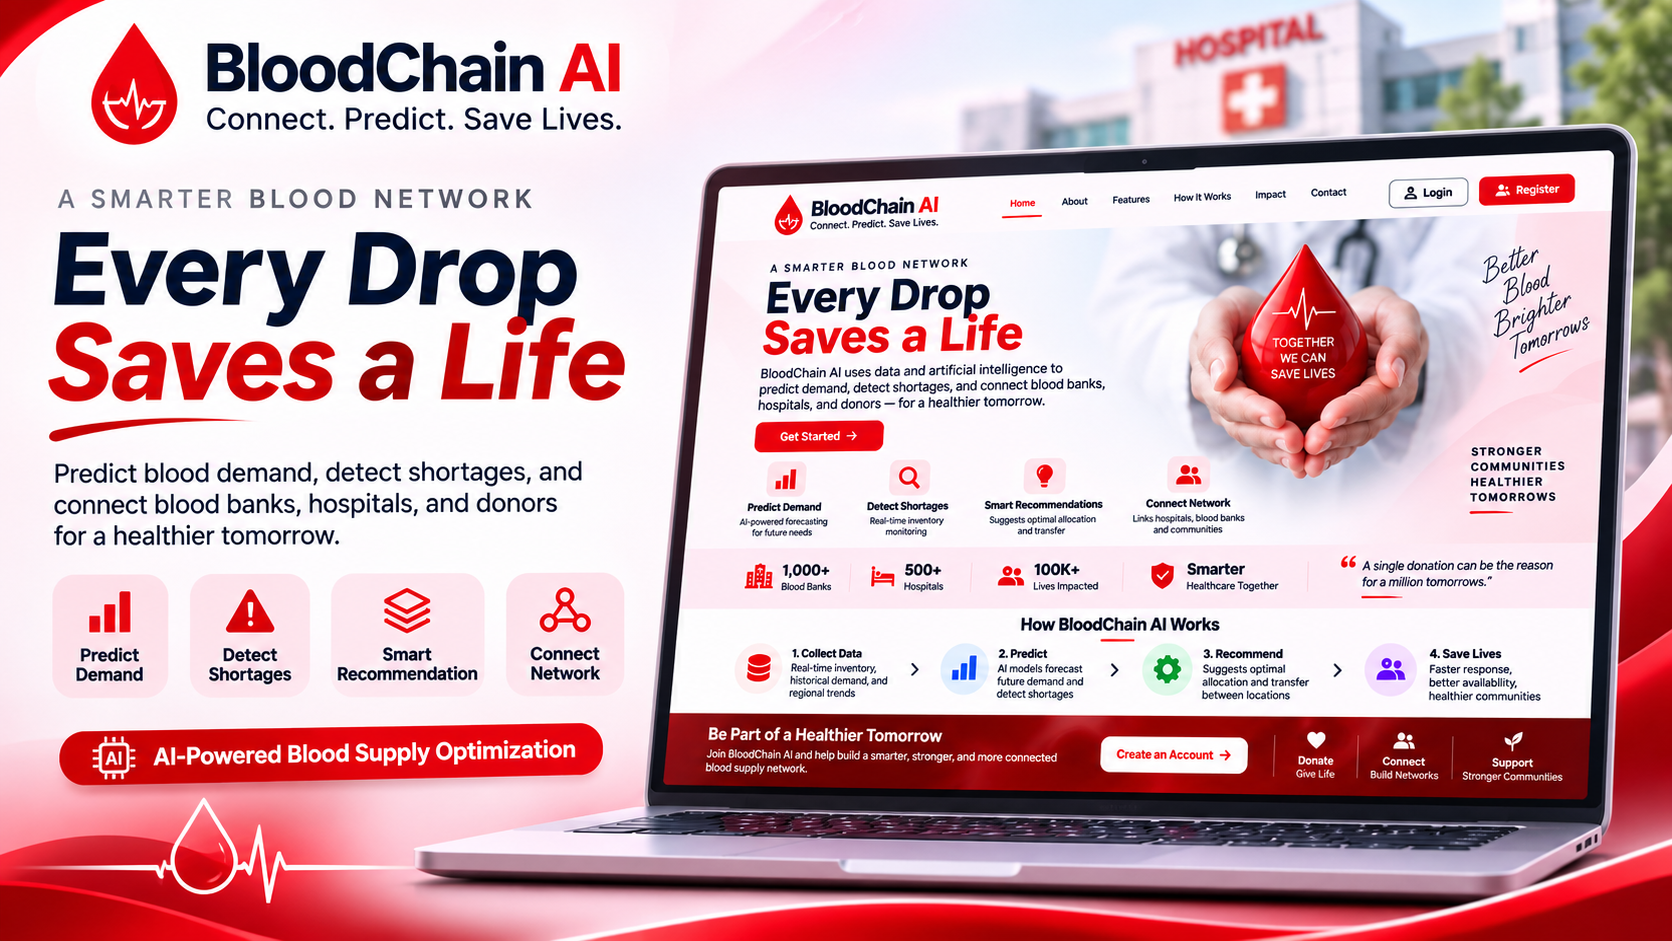 BloodChain AI
Connect. Predict. Save Lives.
A SMARTER BLOOD NETWORK
Every Drop
Saves a Life
Predict blood demand, detect shortages, and
connect blood banks, hospitals, and donors
for a healthier tomorrow.
Predict
Demand
Detect
Shortages
Smart
Recommendation
Connect
Network
AI
AI-Powered Blood Supply Optimization
HOSPITAL
BloodChain AI
Connect. Predict. Save Lives.
Home
About
Features
How It Works
Impact
Contact
Login
Register
A SMARTER BLOOD NETWORK
Every Drop
Saves a Life
BloodChain AI uses data and artificial intelligence to
predict demand, detect shortages, and connect blood banks,
hospitals, and donors — for a healthier tomorrow.
Get Started →
TOGETHER
WE CAN
SAVE LIVES
Better
Blood
Brighter
Tomorrows
STRONGER
COMMUNITIES
HEALTHIER
TOMORROWS
Predict Demand
AI-powered forecasting
for future needs
Detect Shortages
Real-time inventory
monitoring
Smart Recommendations
Suggests optimal allocation
and transfer
Connect Network
Links hospitals, blood banks
and communities
1,000+
Blood Banks
500+
Hospitals
100K+
Lives Impacted
Smarter
Healthcare Together
“ A single donation can be the reason
for a million tomorrows.”
How BloodChain AI Works
1. Collect Data
Real-time inventory,
historical demand, and
regional trends
2. Predict
AI models forecast
future demand and
detect shortages
3. Recommend
Suggests optimal
allocation and transfer
between locations
4. Save Lives
Faster response,
better availability,
healthier communities
Be Part of a Healthier Tomorrow
Join BloodChain AI and help build a smarter, stronger, and more connected
blood supply network.
Create an Account →
Donate
Give Life
Connect
Build Networks
Support
Stronger Communities